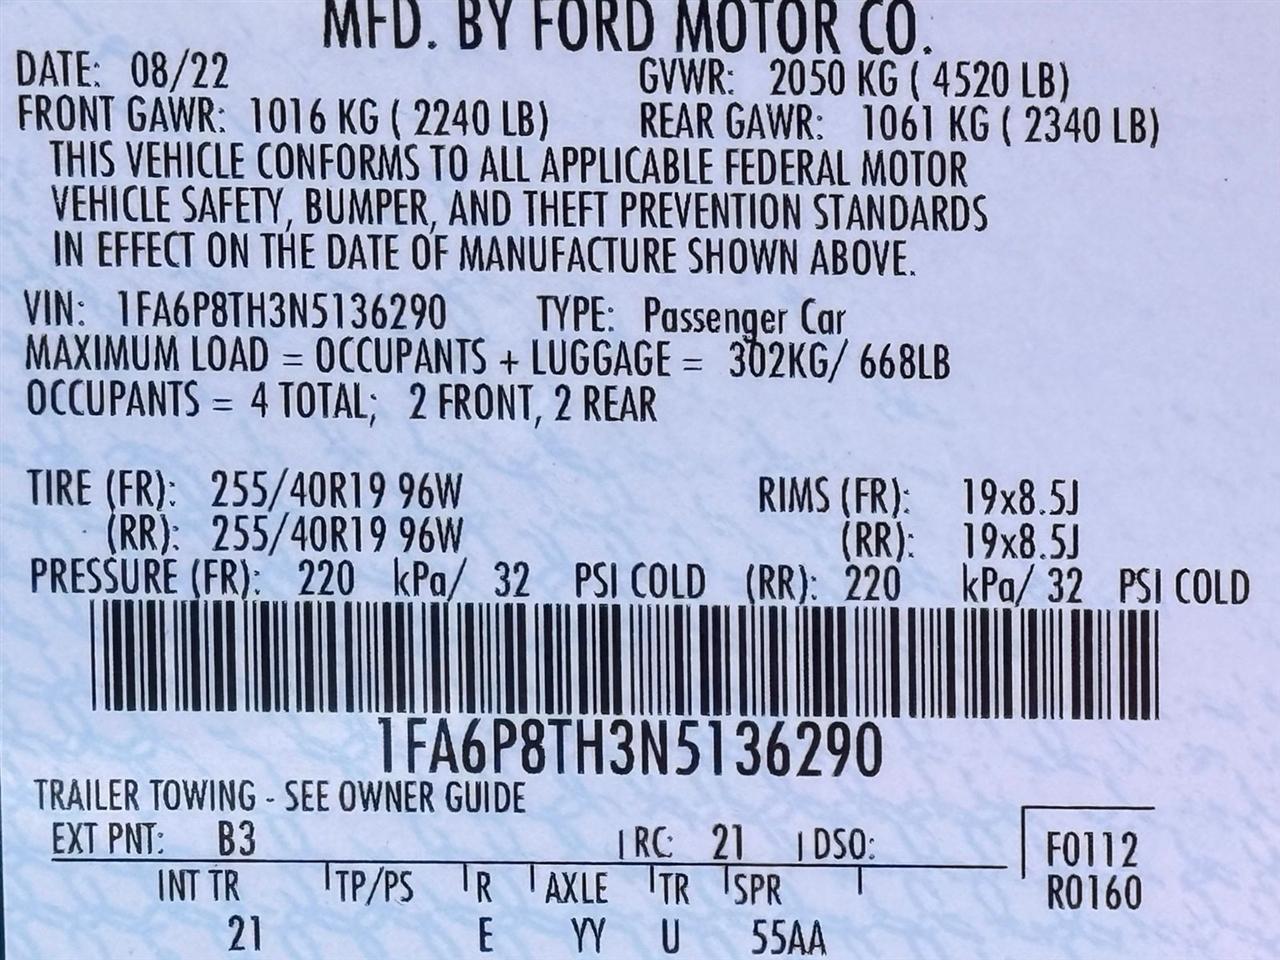 MFD. BY FORD MOTOR CO.
DATE: 08/22 GVWR: 2050 KG ( 4520 LB)
FRONT GAWR: 1016 KG ( 2240 LB) REAR GAWR: 1061 KG ( 2340 LB)
THIS VEHICLE CONFORMS TO ALL APPLICABLE FEDERAL MOTOR
VEHICLE SAFETY, BUMPER, AND THEFT PREVENTION STANDARDS
IN EFFECT ON THE DATE OF MANUFACTURE SHOWN ABOVE.
VIN: 1FA6P8TH3N5136290 TYPE: Passenger Car
MAXIMUM LOAD = OCCUPANTS + LUGGAGE = 302KG/ 668LB
OCCUPANTS = 4 TOTAL; 2 FRONT, 2 REAR
TIRE (FR): 255/40R19 96W RIMS (FR): 19x8.5J
(RR): 255/40R19 96W (RR): 19x8.5J
PRESSURE (FR): 220 kPa/ 32 PSI COLD (RR): 220 kPa/ 32 PSI COLD
1FA6P8TH3N5136290
TRAILER TOWING - SEE OWNER GUIDE
EXT PNT: B3 RC: 21 DSO: F0112
INT TR TP/PS R AXLE TR SPR R0160
21 E YY U 55AA